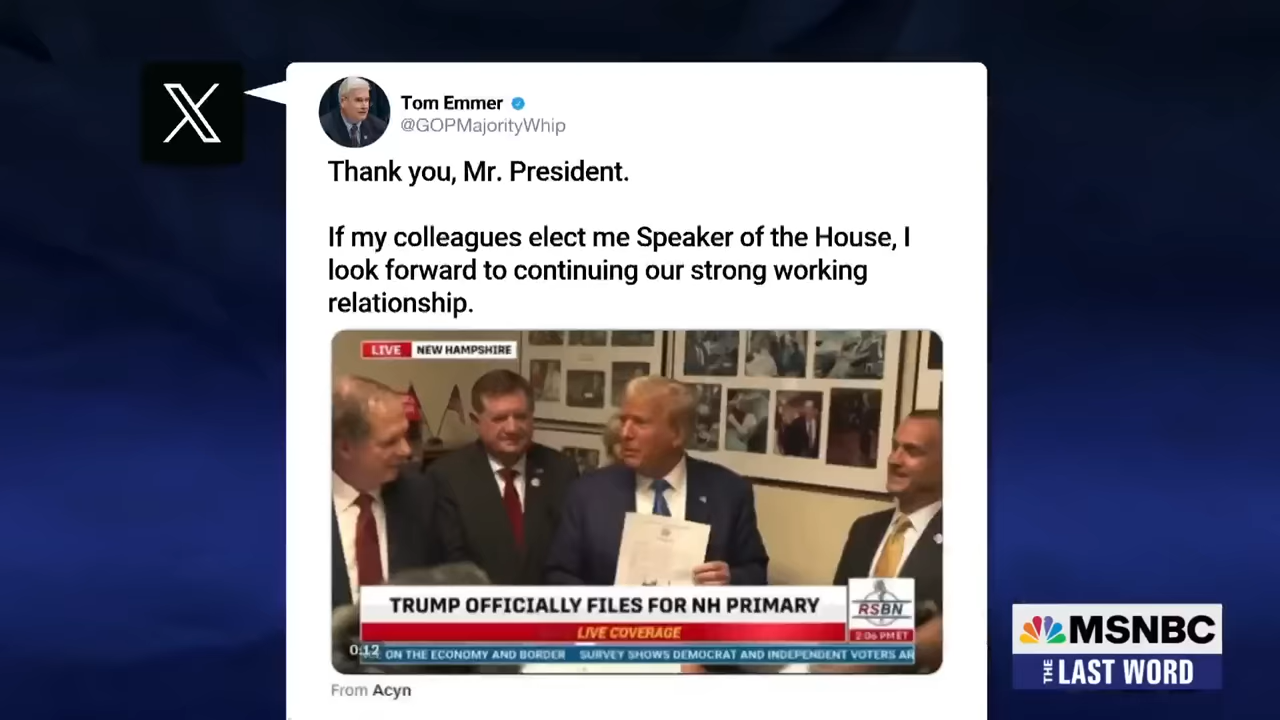 X
Tom Emmer
@GOPMajorityWhip
Thank you, Mr. President.
If my colleagues elect me Speaker of the House, I
look forward to continuing our strong working
relationship.
LIVE NEW HAMPSHIRE
TRUMP OFFICIALLY FILES FOR NH PRIMARY
RSBN
LIVE COVERAGE
2:06 PM ET
0:12
ON THE ECONOMY AND BORDER SURVEY SHOWS DEMOCRAT AND INDEPENDENT VOTERS AR
From Acyn
MSNBC
THE LAST WORD